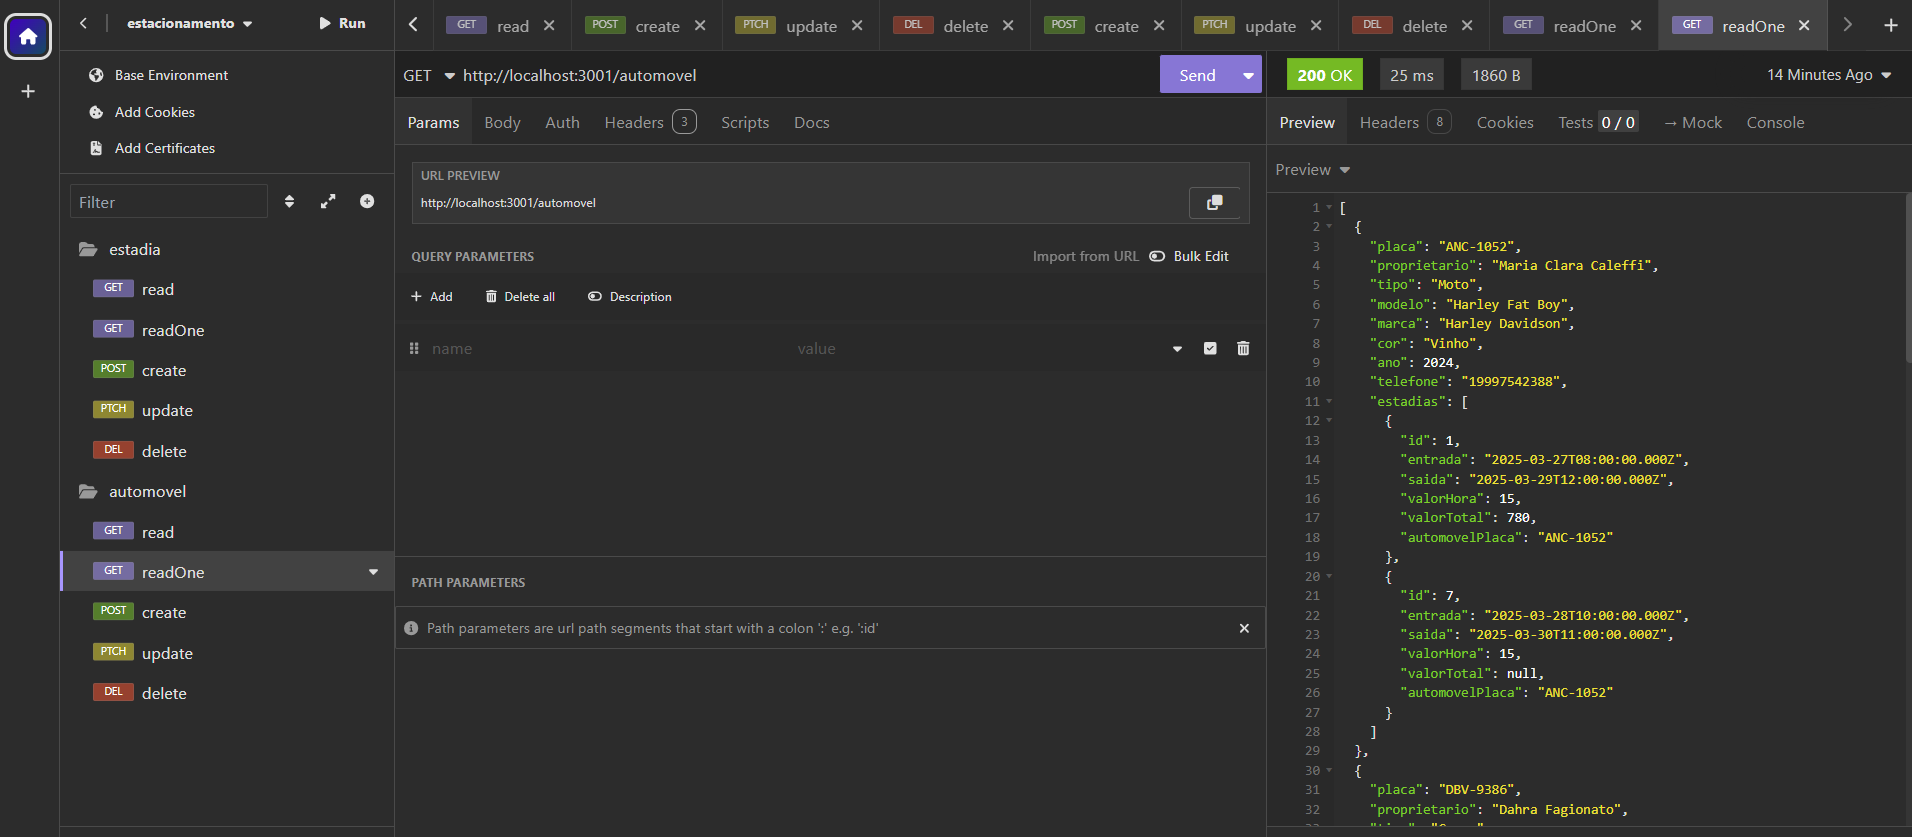 estacionamento
Run
GET read
POST create
PTCH update
DEL delete
POST create
PTCH update
DEL delete
GET readOne
GET readOne
Base Environment
Add Cookies
Add Certificates
Filter
estadia
GET read
GET readOne
POST create
PTCH update
DEL delete
automovel
GET read
GET readOne
POST create
PTCH update
DEL delete
GET http://localhost:3001/automovel
Send
Params Body Auth Headers 3 Scripts Docs
URL PREVIEW
http://localhost:3001/automovel
QUERY PARAMETERS
Import from URL Bulk Edit
Add Delete all Description
name value
PATH PARAMETERS
Path parameters are url path segments that start with a colon ':' e.g. ':id'
200 OK 25 ms 1860 B 14 Minutes Ago
Preview Headers 8 Cookies Tests 0 / 0 → Mock Console
Preview
1 [
2 {
3 "placa": "ANC-1052",
4 "proprietario": "Maria Clara Caleffi",
5 "tipo": "Moto",
6 "modelo": "Harley Fat Boy",
7 "marca": "Harley Davidson",
8 "cor": "Vinho",
9 "ano": 2024,
10 "telefone": "19997542388",
11 "estadias": [
12 {
13 "id": 1,
14 "entrada": "2025-03-27T08:00:00.000Z",
15 "saida": "2025-03-29T12:00:00.000Z",
16 "valorHora": 15,
17 "valorTotal": 780,
18 "automovelPlaca": "ANC-1052"
19 },
20 {
21 "id": 7,
22 "entrada": "2025-03-28T10:00:00.000Z",
23 "saida": "2025-03-30T11:00:00.000Z",
24 "valorHora": 15,
25 "valorTotal": null,
26 "automovelPlaca": "ANC-1052"
27 }
28 ]
29 },
30 {
31 "placa": "DBV-9386",
32 "proprietario": "Dahra Fagionato",